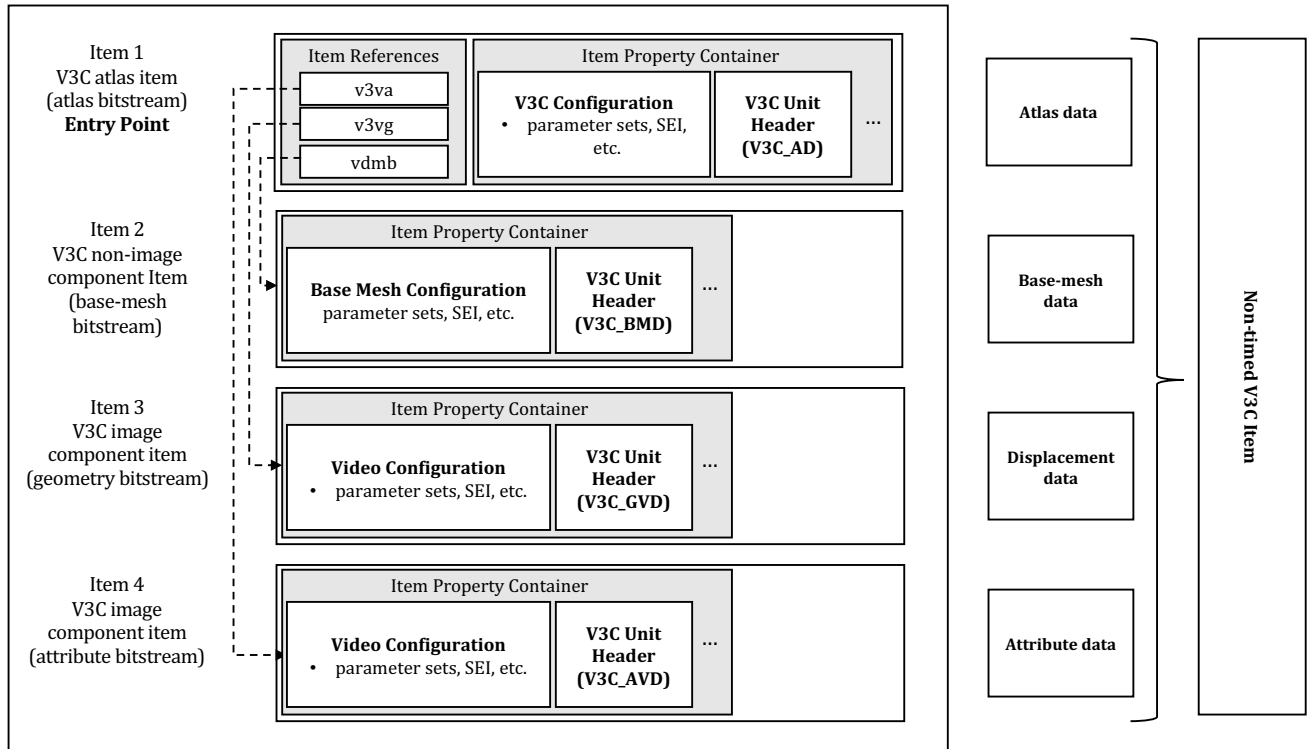 Item 1
V3C atlas item
(atlas bitstream)
Entry Point
Item References
v3va
v3vg
vdmb
Item Property Container
V3C Configuration
• parameter sets, SEI,
etc.
V3C Unit
Header
(V3C_AD)
...
Atlas data
Item 2
V3C non-image
component Item
(base-mesh
bitstream)
Item Property Container
Base Mesh Configuration
parameter sets, SEI, etc.
V3C Unit
Header
(V3C_BMD)
...
Base-mesh
data
Item 3
V3C image
component item
(geometry bitstream)
Item Property Container
Video Configuration
• parameter sets, SEI, etc.
V3C Unit
Header
(V3C_GVD)
...
Displacement
data
Item 4
V3C image
component item
(attribute bitstream)
Item Property Container
Video Configuration
• parameter sets, SEI, etc.
V3C Unit
Header
(V3C_AVD)
...
Attribute data
Non-timed V3C Item